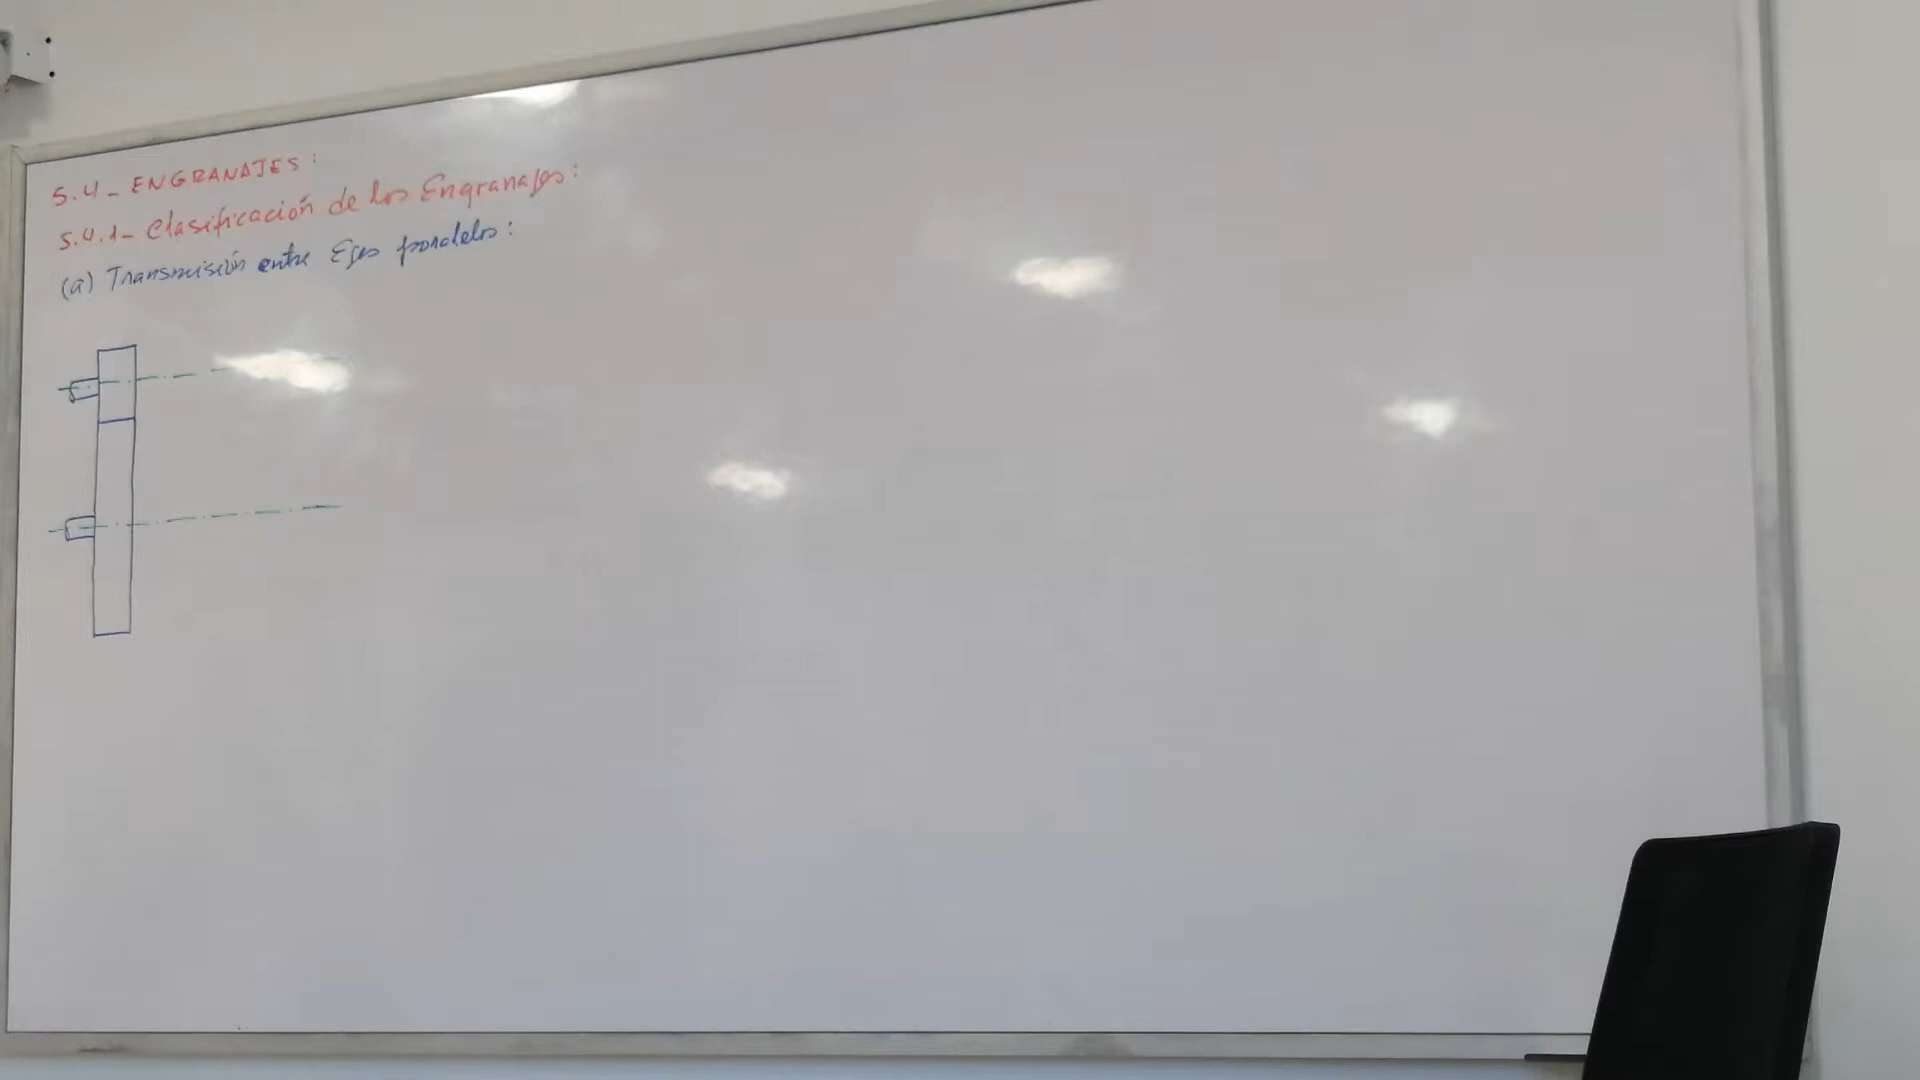 5.4- ENGRANAJES:
5.4.1- Clasificación de los Engranajes:
(a) Transmisión entre Ejes paralelos: